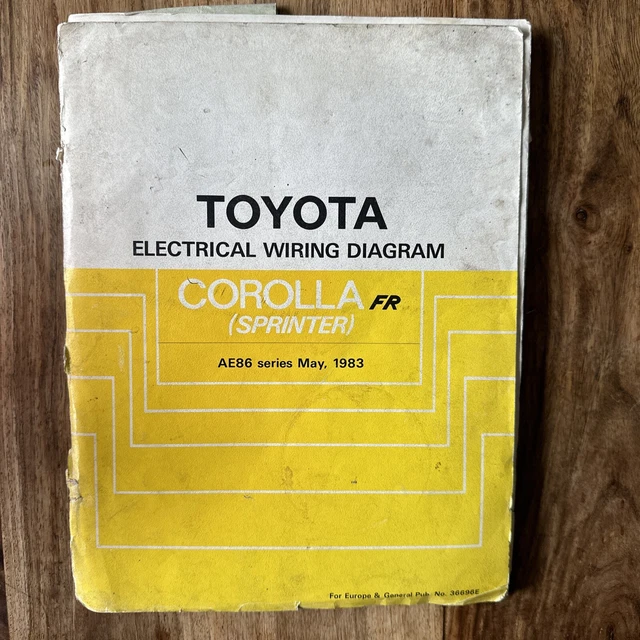 TOYOTA
ELECTRICAL WIRING DIAGRAM
COROLLA FR
(SPRINTER)
AE86 series May, 1983
For Europe & General Pub. No. 36696E